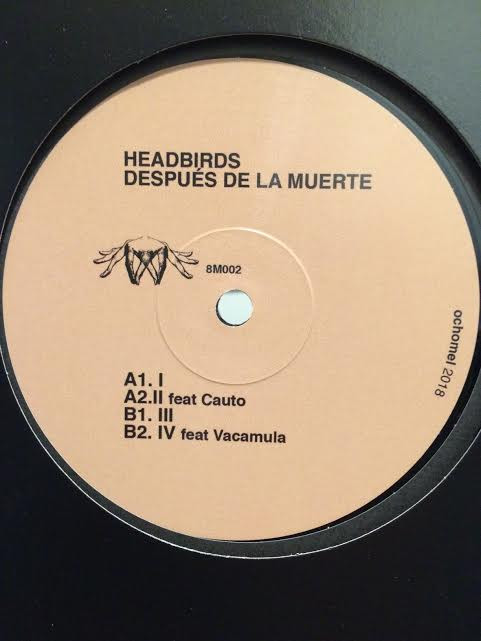 HEADBIRDS
DESPUÉS DE LA MUERTE
8M002
ochomel 2018
A1. I
A2.II feat Cauto
B1. III
B2. IV feat Vacamula